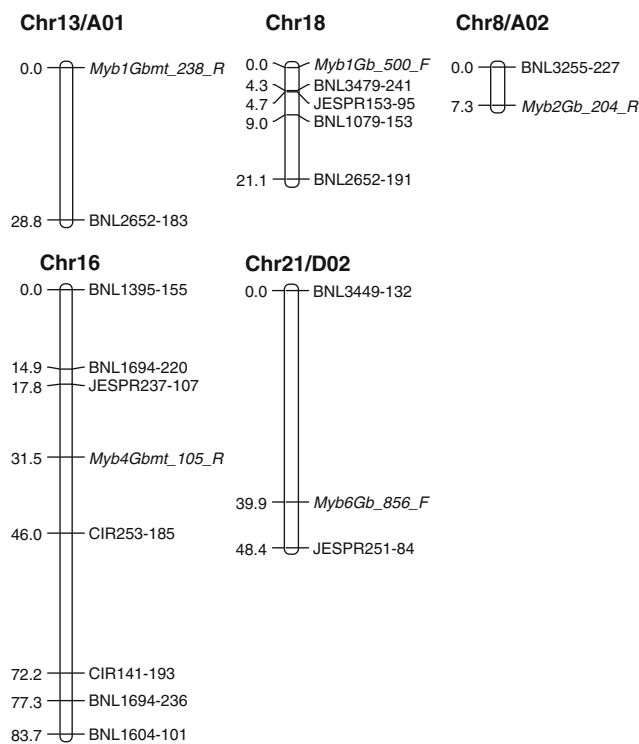 Chr13/A01
0.0 Myb1Gbmt_238_R
28.8 BNL2652-183
Chr18
0.0 Myb1Gb_500_F
4.3 BNL3479-241
4.7 JESPR153-95
9.0 BNL1079-153
21.1 BNL2652-191
Chr8/A02
0.0 BNL3255-227
7.3 Myb2Gb_204_R
Chr16
0.0 BNL1395-155
14.9 BNL1694-220
17.8 JESPR237-107
31.5 Myb4Gbmt_105_R
46.0 CIR253-185
72.2 CIR141-193
77.3 BNL1694-236
83.7 BNL1604-101
Chr21/D02
0.0 BNL3449-132
39.9 Myb6Gb_856_F
48.4 JESPR251-84